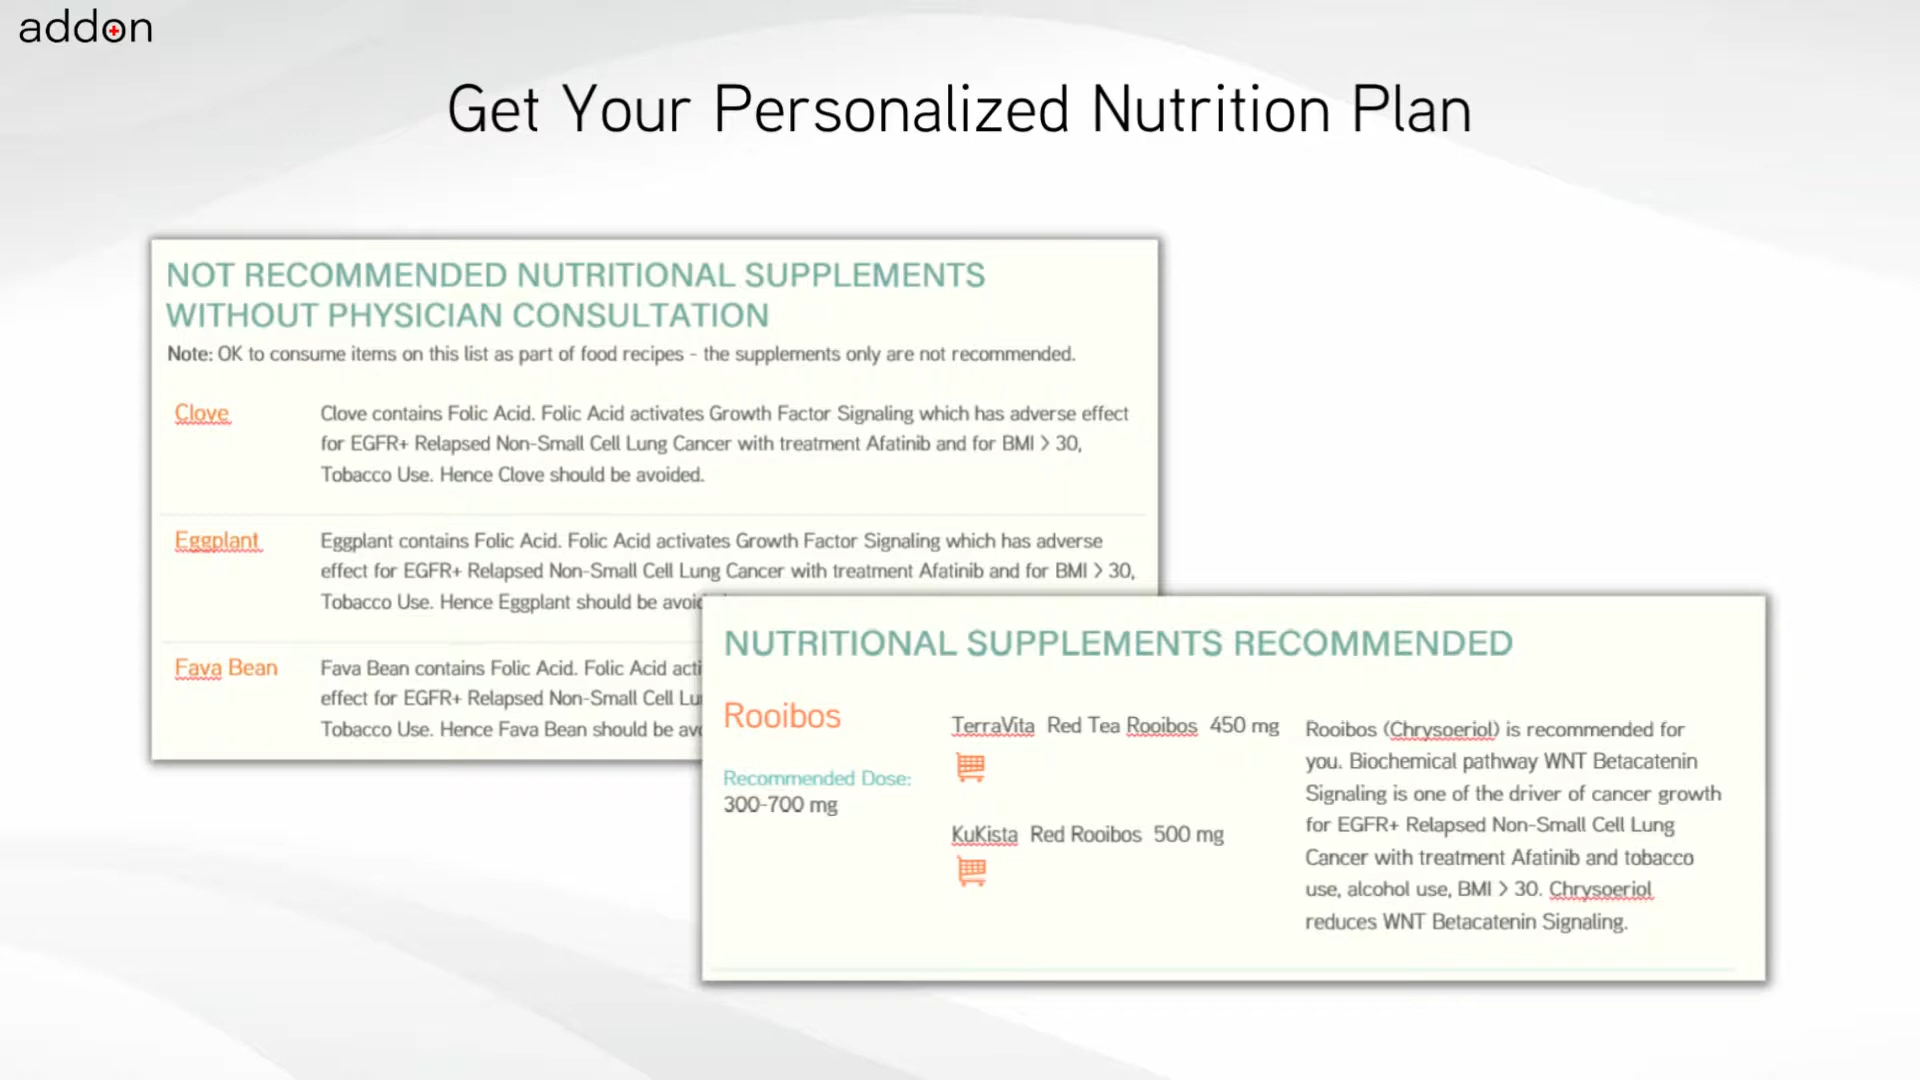 addon
Get Your Personalized Nutrition Plan
NOT RECOMMENDED NUTRITIONAL SUPPLEMENTS
WITHOUT PHYSICIAN CONSULTATION
Note: OK to consume items on this list as part of food recipes - the supplements only are not recommended.
Clove
Clove contains Folic Acid. Folic Acid activates Growth Factor Signaling which has adverse effect
for EGFR+ Relapsed Non-Small Cell Lung Cancer with treatment Afatinib and for BMI > 30,
Tobacco Use. Hence Clove should be avoided.
Eggplant
Eggplant contains Folic Acid. Folic Acid activates Growth Factor Signaling which has adverse
effect for EGFR+ Relapsed Non-Small Cell Lung Cancer with treatment Afatinib and for BMI > 30,
Tobacco Use. Hence Eggplant should be
Fava Bean
Fava Bean contains Folic Acid. Folic Acid
effect for EGFR+ Relapsed Non-Small Cell
Tobacco Use. Hence Fava Bean should be
NUTRITIONAL SUPPLEMENTS RECOMMENDED
Rooibos
Recommended Dose:
300-700 mg
TerraVita Red Tea Rooibos 450 mg
KuKista Red Rooibos 500 mg
Rooibos (Chrysoeriol) is recommended for
you. Biochemical pathway WNT Betacatenin
Signaling is one of the driver of cancer growth
for EGFR+ Relapsed Non-Small Cell Lung
Cancer with treatment Afatinib and tobacco
use, alcohol use, BMI > 30. Chrysoeriol
reduces WNT Betacatenin Signaling.